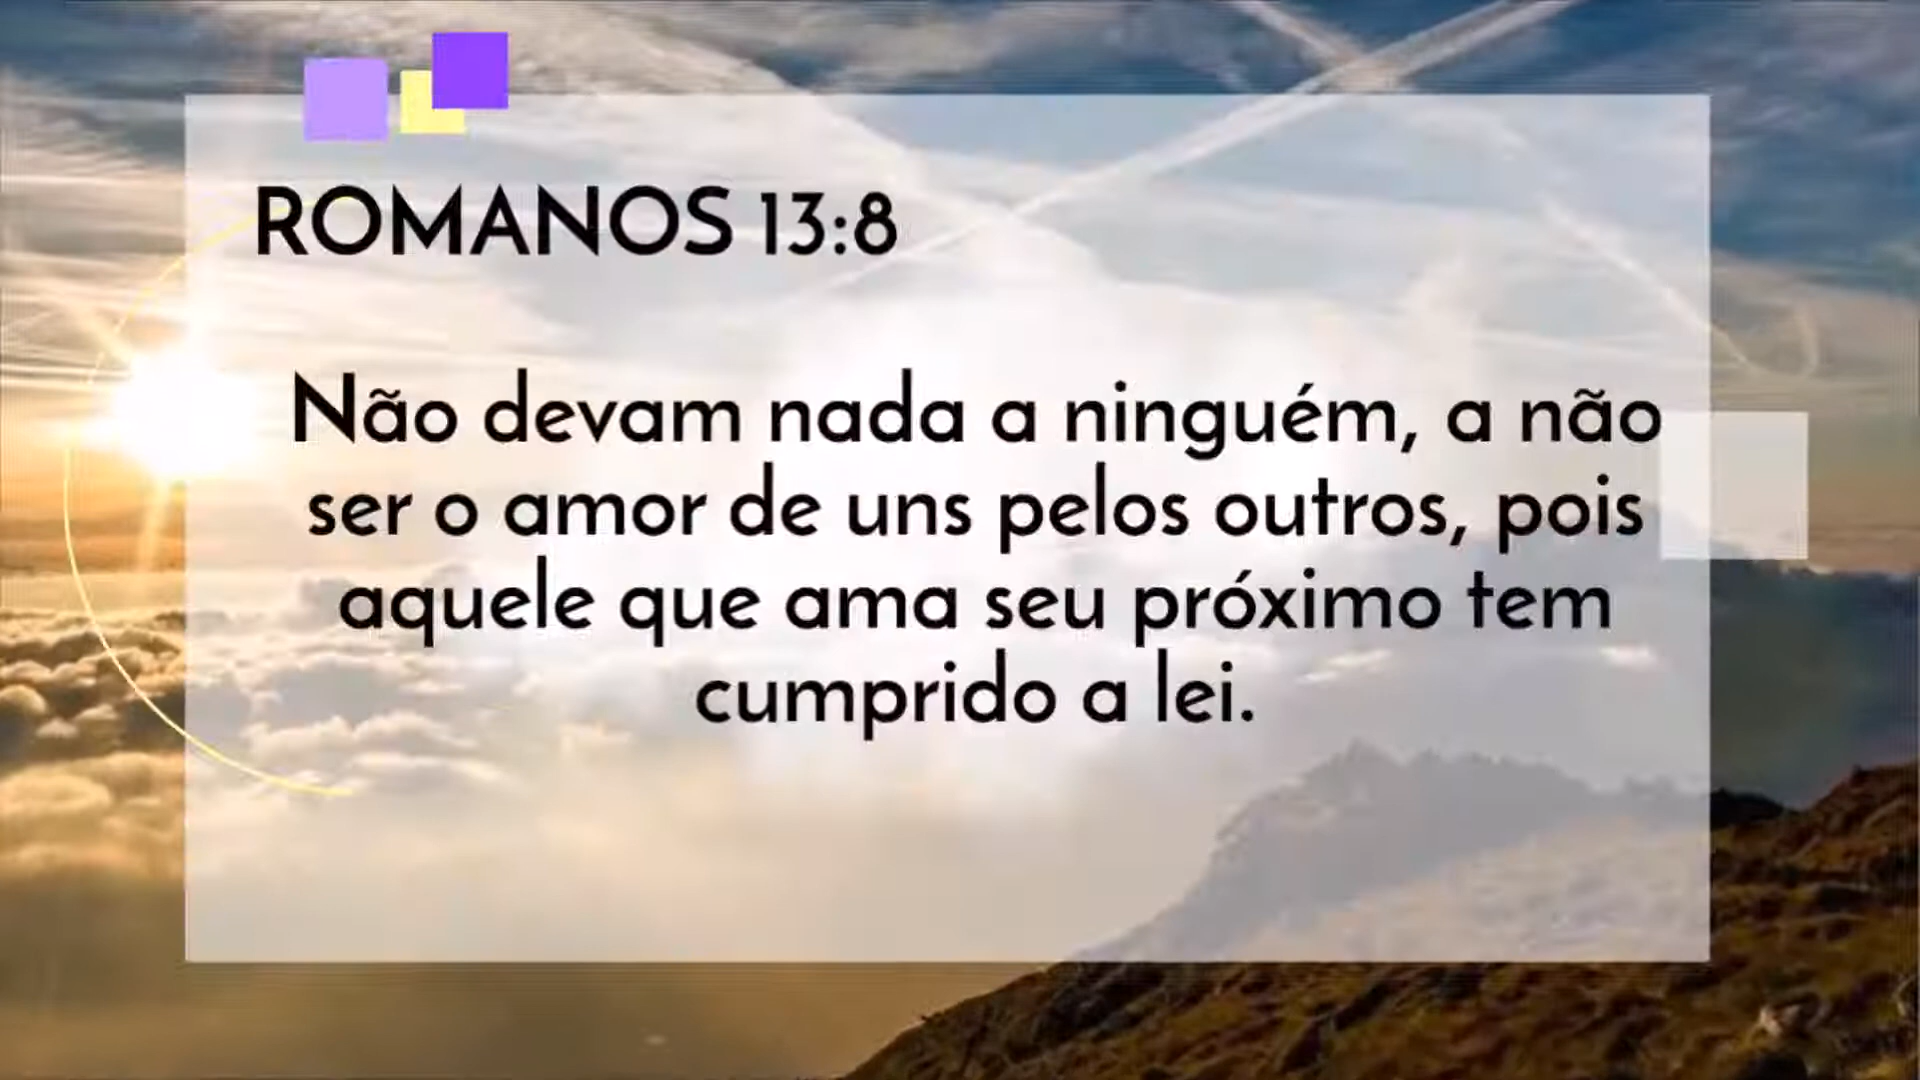 ROMANOS 13:8
Não devam nada a ninguém, a não
ser o amor de uns pelos outros, pois
aquele que ama seu próximo tem
cumprido a lei.